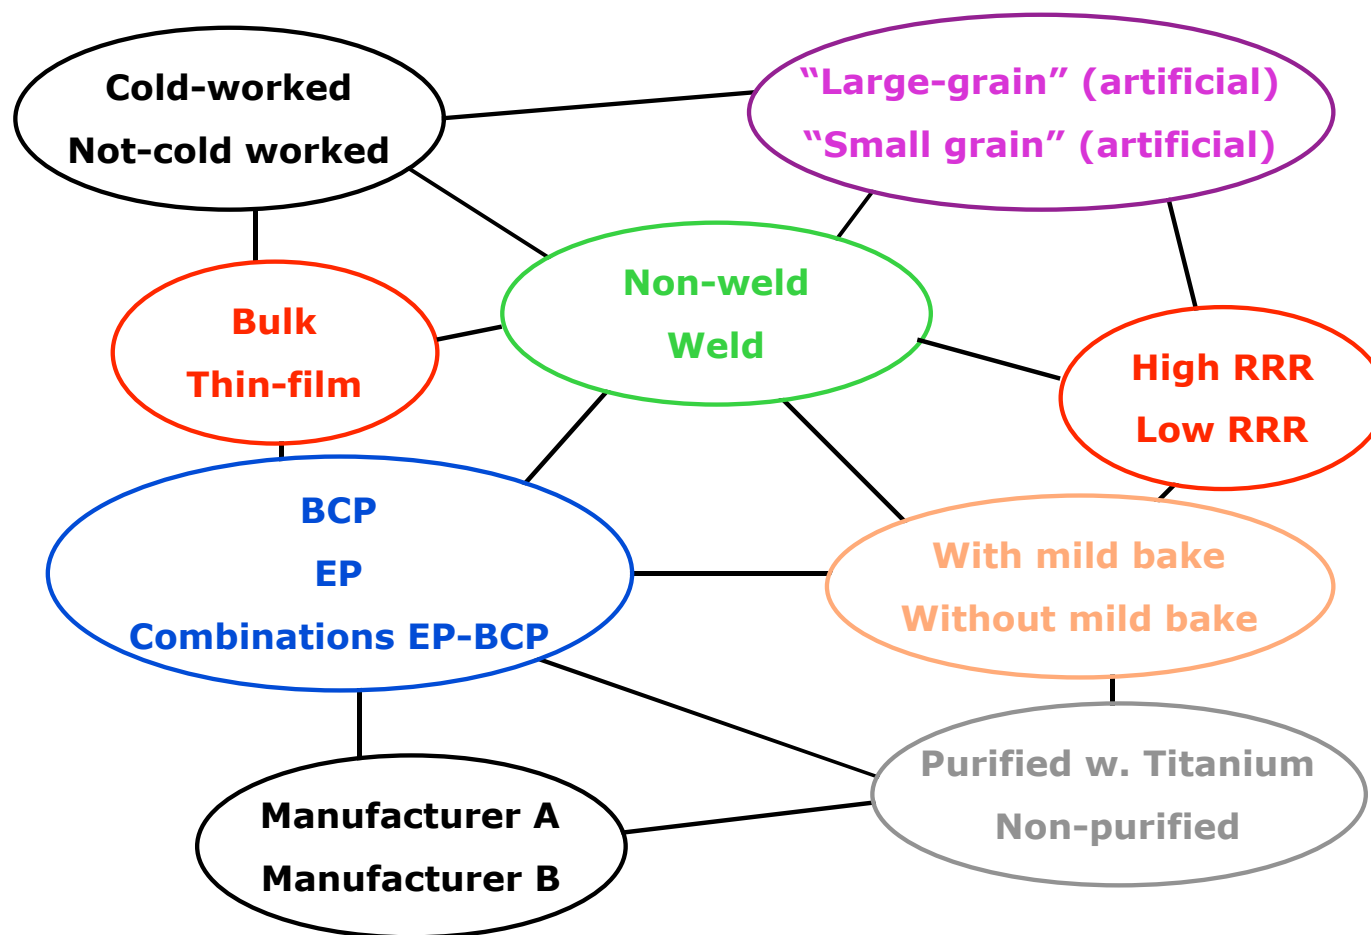 Cold-worked
Not-cold worked
“Large-grain” (artificial)
“Small grain” (artificial)
Non-weld
Weld
Bulk
Thin-film
High RRR
Low RRR
BCP
EP
Combinations EP-BCP
With mild bake
Without mild bake
Purified w. Titanium
Non-purified
Manufacturer A
Manufacturer B